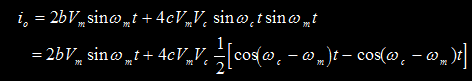 i_o = 2bV_m sinω_m t + 4cV_m V_c sinω_c t sinω_m t
= 2bV_m sinω_m t + 4cV_m V_c 1/2 [cos(ω_c − ω_m)t − cos(ω_c − ω_m)t]